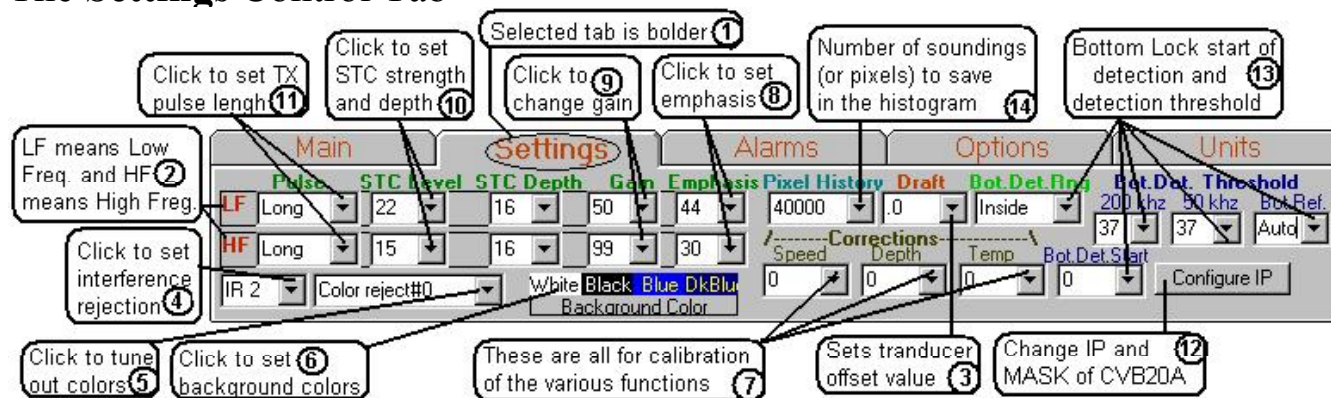 The Settings Control Tab
Selected tab is bolder 1
Click to set TX
pulse lengh 11
Click to set
STC strength
and depth 10
Click to 9
change gain
Click to set
emphasis 8
Number of soundings
(or pixels) to save
in the histogram 14
Bottom Lock start of
detection and 13
detection threshold
LF means Low
Freq. and HF 2
means High Freq.
Main Settings Alarms Options Units
Pulse STC Level STC Depth Gain Emphasis Pixel History Draft Bot.Det.Rng Bot.Det. Threshold
200 khz 50 khz Bot.Ref.
LF Long 22 16 50 44 40000 .0 Inside
37 37 Auto
HF Long 15 16 99 30
/-------Corrections-----------\
Speed Depth Temp Bot.Det.Start
IR 2 Color reject#0 White Black Blue DkBlu 0 0 0 0 Configure IP
Background Color
Click to set
interference
rejection 4
Click to tune
out colors 5
Click to set 6
background colors
These are all for calibration
of the various functions 7
Sets tranducer
offset value 3
Change IP and 12
MASK of CVB20A